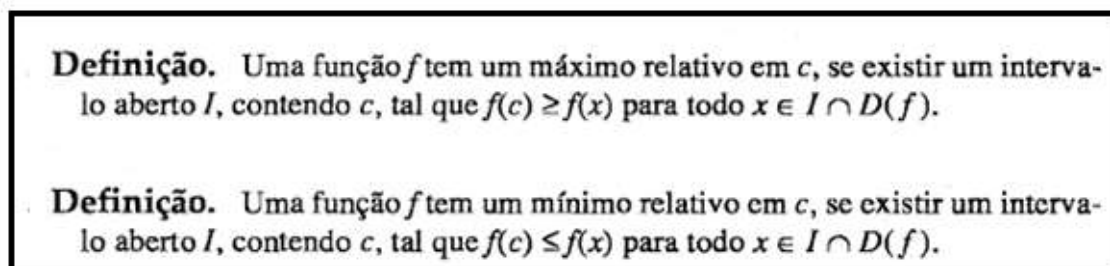 Definição. Uma função f tem um máximo relativo em c, se existir um interva-
lo aberto I, contendo c, tal que f(c) ≥ f(x) para todo x ∈ I ∩ D(f).
Definição. Uma função f tem um mínimo relativo em c, se existir um interva-
lo aberto I, contendo c, tal que f(c) ≤ f(x) para todo x ∈ I ∩ D(f).